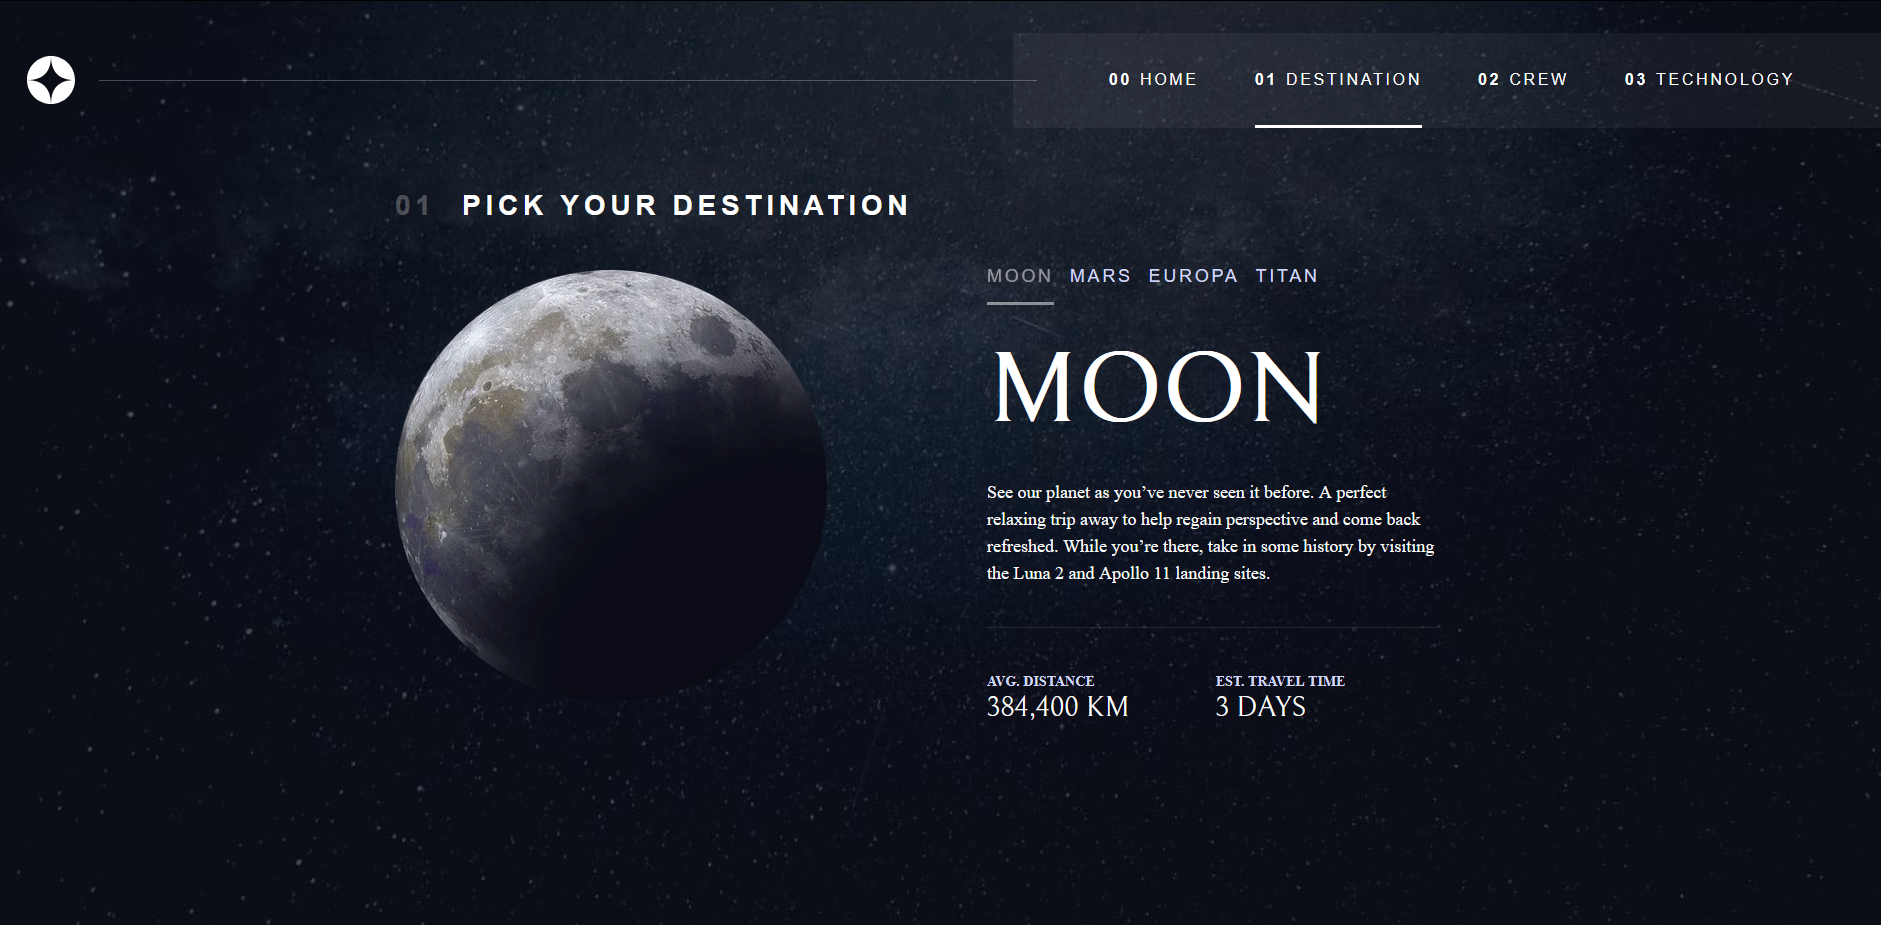 00 HOME 01 DESTINATION 02 CREW 03 TECHNOLOGY
01 PICK YOUR DESTINATION
MOON MARS EUROPA TITAN
MOON
See our planet as you’ve never seen it before. A perfect
relaxing trip away to help regain perspective and come back
refreshed. While you’re there, take in some history by visiting
the Luna 2 and Apollo 11 landing sites.
AVG. DISTANCE EST. TRAVEL TIME
384,400 KM 3 DAYS